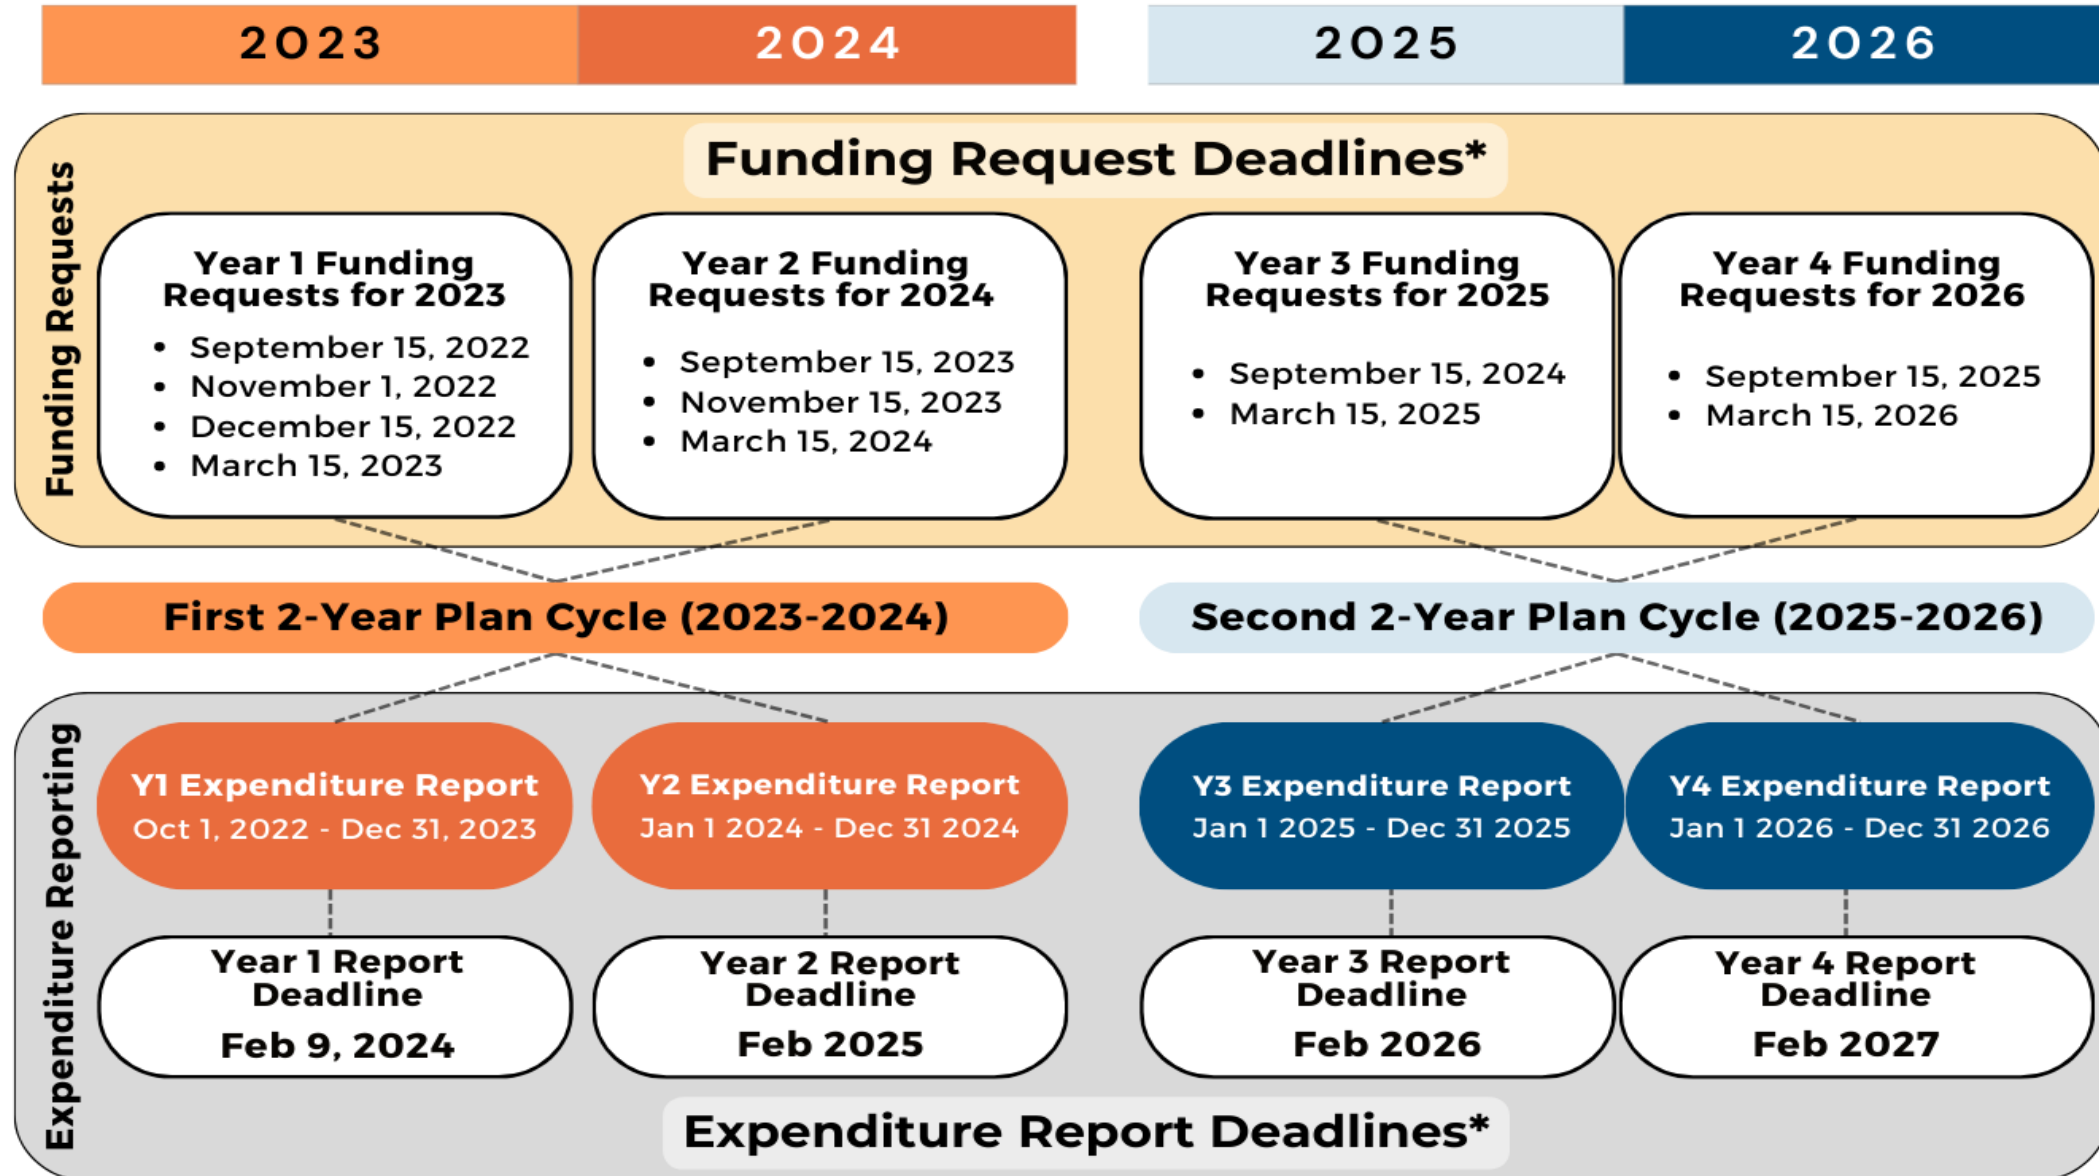 2023
2024
2025
2026
Funding Requests
Funding Request Deadlines*
Year 1 Funding
Requests for 2023
• September 15, 2022
• November 1, 2022
• December 15, 2022
• March 15, 2023
Year 2 Funding
Requests for 2024
• September 15, 2023
• November 15, 2023
• March 15, 2024
Year 3 Funding
Requests for 2025
• September 15, 2024
• March 15, 2025
Year 4 Funding
Requests for 2026
• September 15, 2025
• March 15, 2026
First 2-Year Plan Cycle (2023-2024)
Second 2-Year Plan Cycle (2025-2026)
Expenditure Reporting
Y1 Expenditure Report
Oct 1, 2022 - Dec 31, 2023
Y2 Expenditure Report
Jan 1 2024 - Dec 31 2024
Y3 Expenditure Report
Jan 1 2025 - Dec 31 2025
Y4 Expenditure Report
Jan 1 2026 - Dec 31 2026
Year 1 Report
Deadline
Feb 9, 2024
Year 2 Report
Deadline
Feb 2025
Year 3 Report
Deadline
Feb 2026
Year 4 Report
Deadline
Feb 2027
Expenditure Report Deadlines*